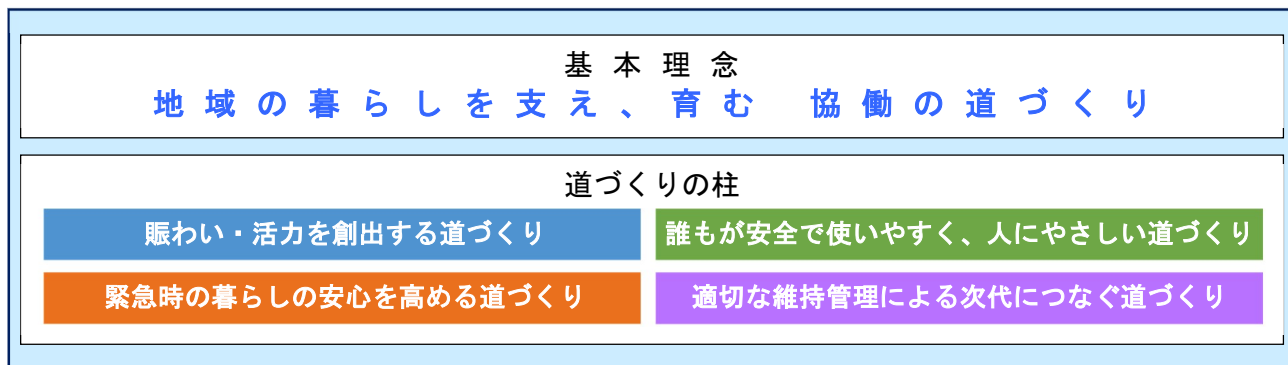 基本理念
地域の暮らしを支え、育む　協働の道づくり
道づくりの柱
賑わい・活力を創出する道づくり
誰もが安全で使いやすく、人にやさしい道づくり
緊急時の暮らしの安心を高める道づくり
適切な維持管理による次代につなぐ道づくり